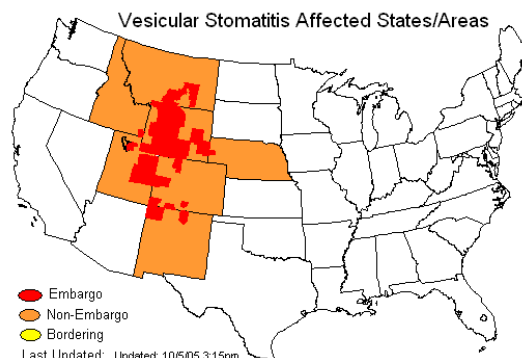 Vesicular Stomatitis Affected States/Areas
Embargo
Non-Embargo
Bordering
Last Updated: Updated: 10/5/05 3:15pm